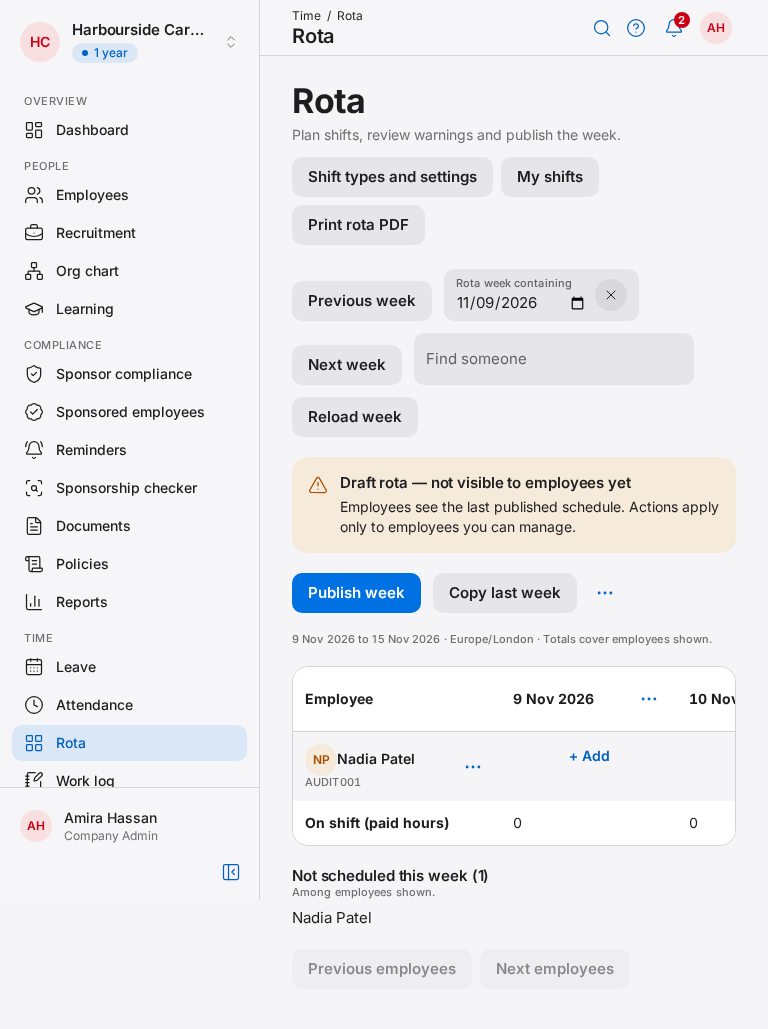 HC
Harbourside Car...
1 year
OVERVIEW
Dashboard
PEOPLE
Employees
Recruitment
Org chart
Learning
COMPLIANCE
Sponsor compliance
Sponsored employees
Reminders
Sponsorship checker
Documents
Policies
Reports
TIME
Leave
Attendance
Rota
Work log
AH
Amira Hassan
Company Admin
Time / Rota
Rota
2
AH
Rota
Plan shifts, review warnings and publish the week.
Shift types and settings
My shifts
Print rota PDF
Previous week
Rota week containing
11/09/2026
Next week
Find someone
Reload week
Draft rota — not visible to employees yet
Employees see the last published schedule. Actions apply
only to employees you can manage.
Publish week
Copy last week
9 Nov 2026 to 15 Nov 2026 · Europe/London · Totals cover employees shown.
Employee
9 Nov 2026
10 Nov
NP
Nadia Patel
AUDIT001
+ Add
On shift (paid hours)
0
0
Not scheduled this week (1)
Among employees shown.
Nadia Patel
Previous employees
Next employees